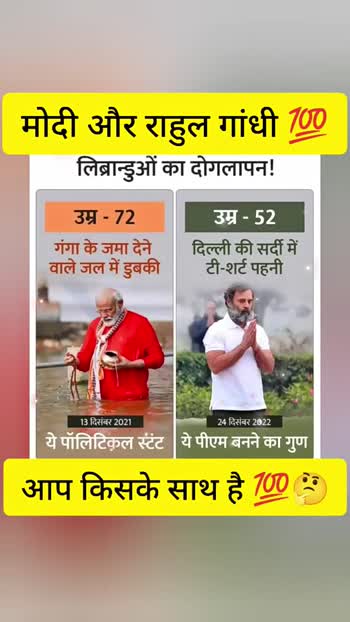 मोदी और राहुल गांधी 💯
लिब्रान्डुओं का दोगलापन!
उम्र - 72
गंगा के जमा देने
वाले जल में डुबकी
13 दिसंबर 2021
ये पॉलिटिक़ल स्टंट
उम्र - 52
दिल्ली की सर्दी में
टी-शर्ट पहनी
24 दिसंबर 2022
ये पीएम बनने का गुण
आप किसके साथ है 💯🤔